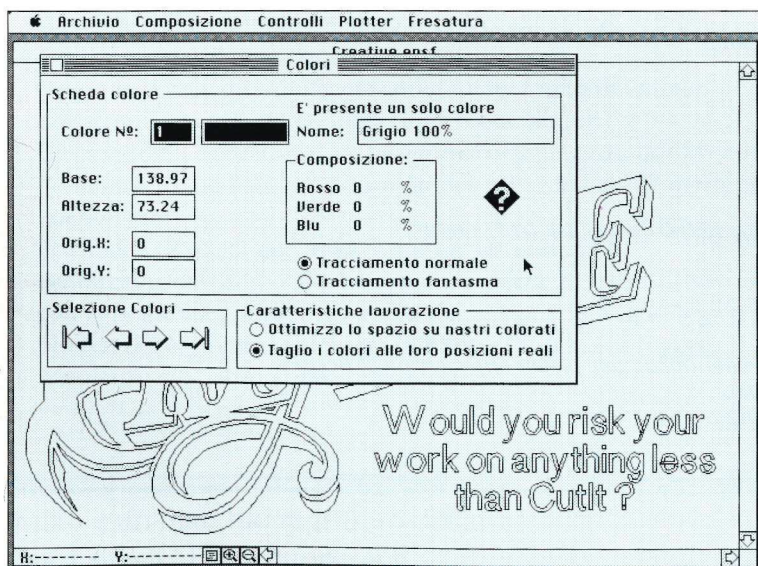 Archivio Composizione Controlli Plotter Fresatura
Creative.epsf
Colori
Scheda colore
E' presente un solo colore
Colore Nº: 1 Nome: Grigio 100%
Composizione:
Base: 138.97
Altezza: 73.24
Rosso 0 %
Verde 0 %
Blu 0 %
Orig.X: 0
Orig.Y: 0
Tracciamento normale
Tracciamento fantasma
Selezione Colori
Caratteristiche lavorazione
Ottimizzo lo spazio su nastri colorati
Taglio i colori alle loro posizioni reali
Would you risk your
work on anything less
than CutIt ?
X:-------- Y:--------